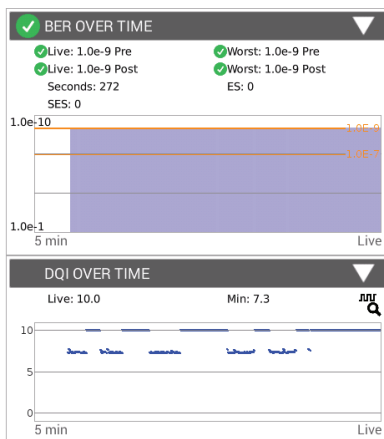 BER OVER TIME
Live: 1.0e-9 Pre
Worst: 1.0e-9 Pre
Live: 1.0e-9 Post
Worst: 1.0e-9 Post
Seconds: 272
ES: 0
SES: 0
1.0e-10
1.0E-9
1.0E-7
1.0e-1
5 min
Live
DQI OVER TIME
Live: 10.0
Min: 7.3
10
5
0
5 min
Live